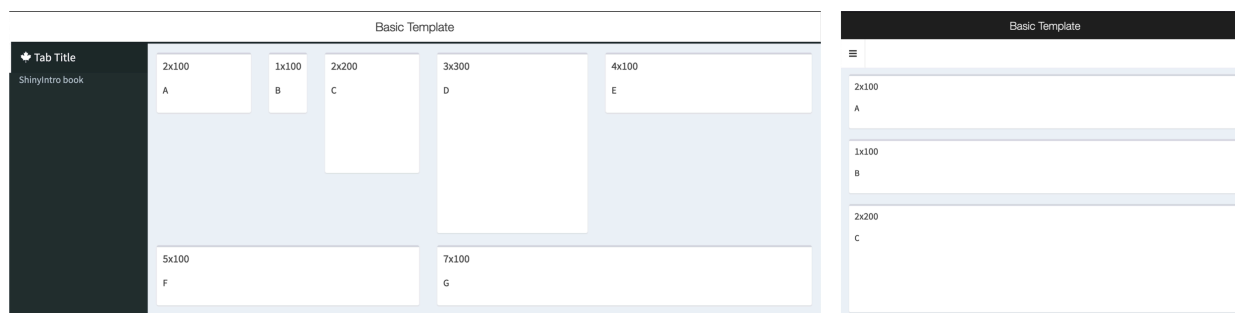 Basic Template
Tab Title
ShinyIntro book
2x100
A
1x100
B
2x200
C
3x300
D
4x100
E
5x100
F
7x100
G
Basic Template
2x100
A
1x100
B
2x200
C